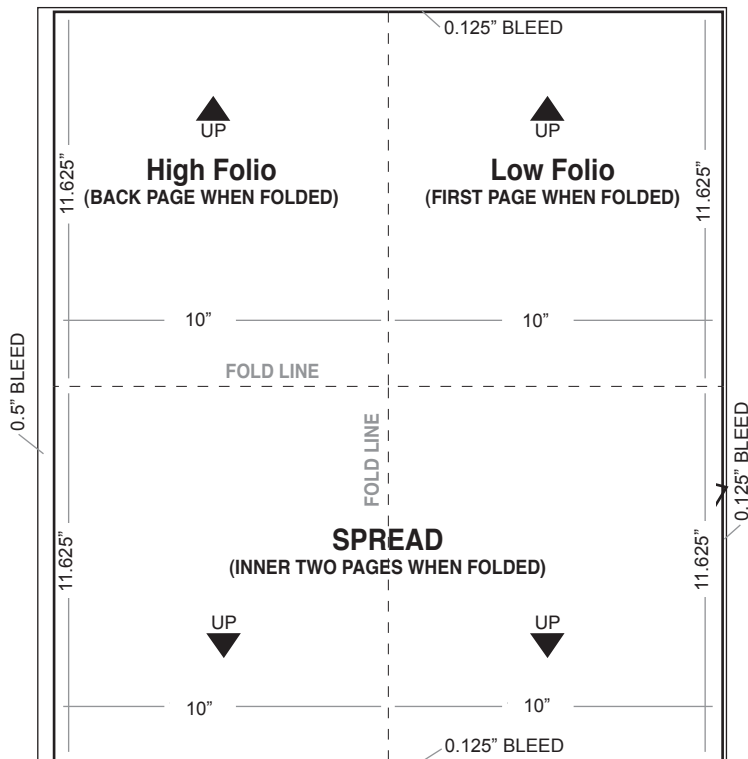 0.125” BLEED
UP
UP
High Folio
(BACK PAGE WHEN FOLDED)
Low Folio
(FIRST PAGE WHEN FOLDED)
11.625”
11.625”
10”
10”
FOLD LINE
0.5” BLEED
FOLD LINE
0.125” BLEED
SPREAD
(INNER TWO PAGES WHEN FOLDED)
11.625”
11.625”
UP
UP
10”
10”
0.125” BLEED